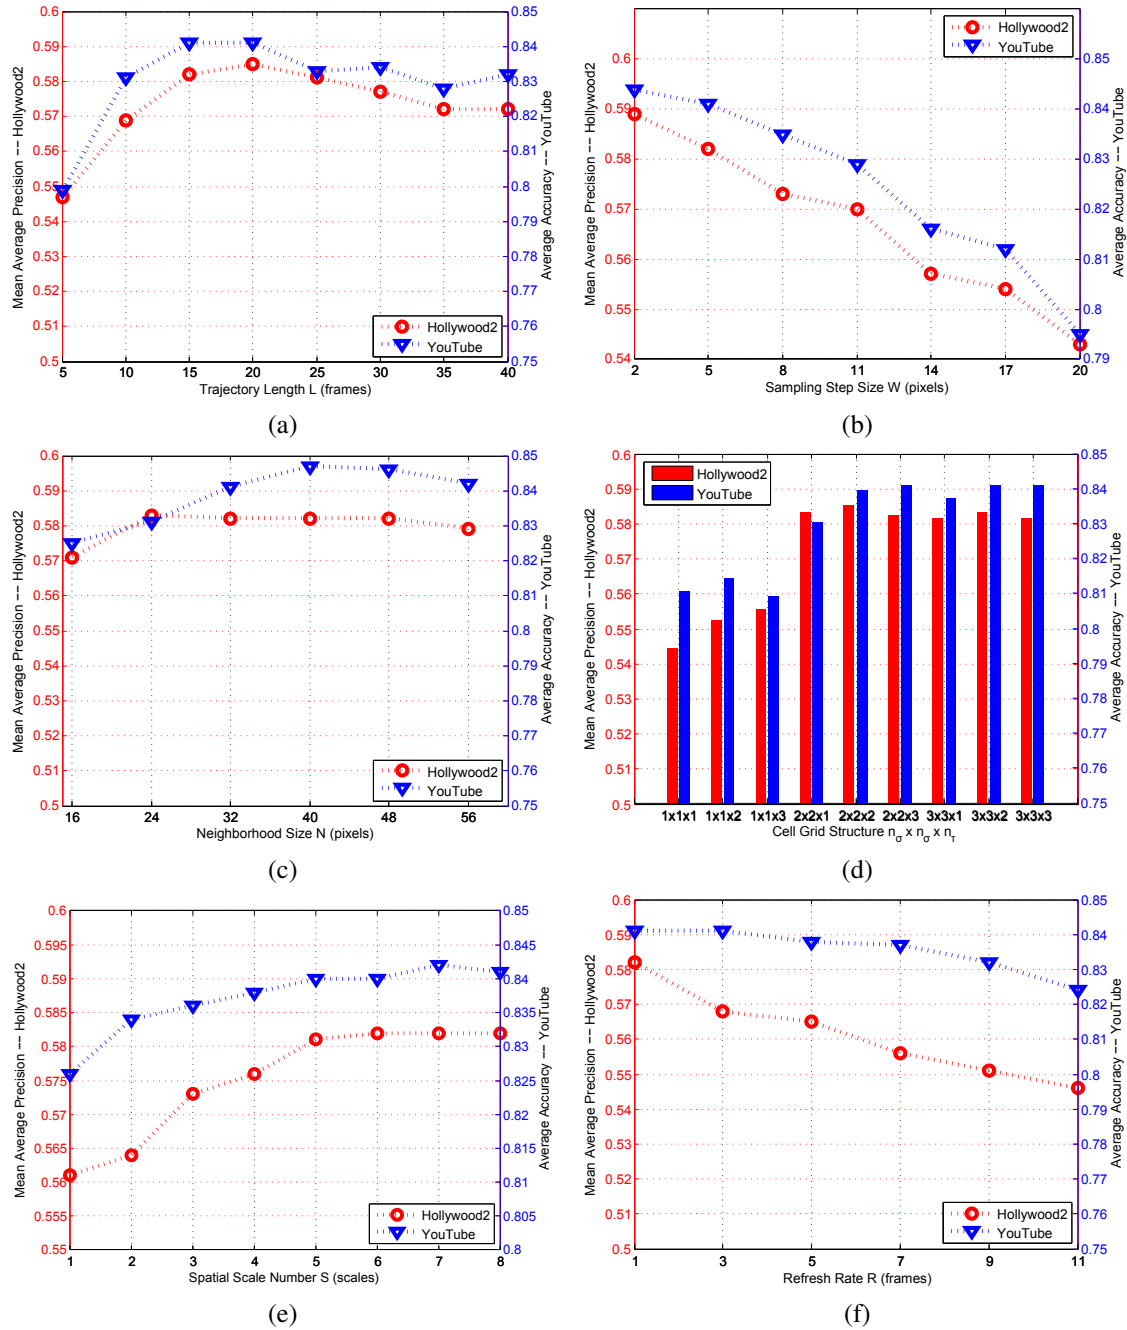 0.6
0.59
0.58
0.57
0.56
0.55
0.54
0.53
0.52
0.51
0.5
Mean Average Precision -- Hollywood2
0.85
0.84
0.83
0.82
0.81
0.8
0.79
0.78
0.77
0.76
0.75
Average Accuracy -- YouTube
Hollywood2
YouTube
5 10 15 20 25 30 35 40
Trajectory Length L (frames)
(a)
0.6
0.59
0.58
0.57
0.56
0.55
0.54
Mean Average Precision -- Hollywood2
Hollywood2
YouTube
0.85
0.84
0.83
0.82
0.81
0.8
0.79
Average Accuracy -- YouTube
2 5 8 11 14 17 20
Sampling Step Size W (pixels)
(b)
0.6
0.59
0.58
0.57
0.56
0.55
0.54
0.53
0.52
0.51
0.5
Mean Average Precision -- Hollywood2
0.85
0.84
0.83
0.82
0.81
0.8
0.79
0.78
0.77
0.76
0.75
Average Accuracy -- YouTube
Hollywood2
YouTube
16 24 32 40 48 56
Neighborhood Size N (pixels)
(c)
0.6
0.59
0.58
0.57
0.56
0.55
0.54
0.53
0.52
0.51
0.5
Mean Average Precision -- Hollywood2
Hollywood2
YouTube
0.85
0.84
0.83
0.82
0.81
0.8
0.79
0.78
0.77
0.76
0.75
Average Accuracy -- YouTube
1x1x1 1x1x2 1x1x3 2x2x1 2x2x2 2x2x3 3x3x1 3x3x2 3x3x3
Cell Grid Structure nσ x nσ x nτ
(d)
0.6
0.595
0.59
0.585
0.58
0.575
0.57
0.565
0.56
0.555
0.55
Mean Average Precision -- Hollywood2
0.85
0.845
0.84
0.835
0.83
0.825
0.82
0.815
0.81
0.805
0.8
Average Accuracy -- YouTube
Hollywood2
YouTube
1 2 3 4 5 6 7 8
Spatial Scale Number S (scales)
(e)
0.6
0.59
0.58
0.57
0.56
0.55
0.54
0.53
0.52
0.51
0.5
Mean Average Precision -- Hollywood2
0.85
0.84
0.83
0.82
0.81
0.8
0.79
0.78
0.77
0.76
0.75
Average Accuracy -- YouTube
Hollywood2
YouTube
1 3 5 7 9 11
Refresh Rate R (frames)
(f)